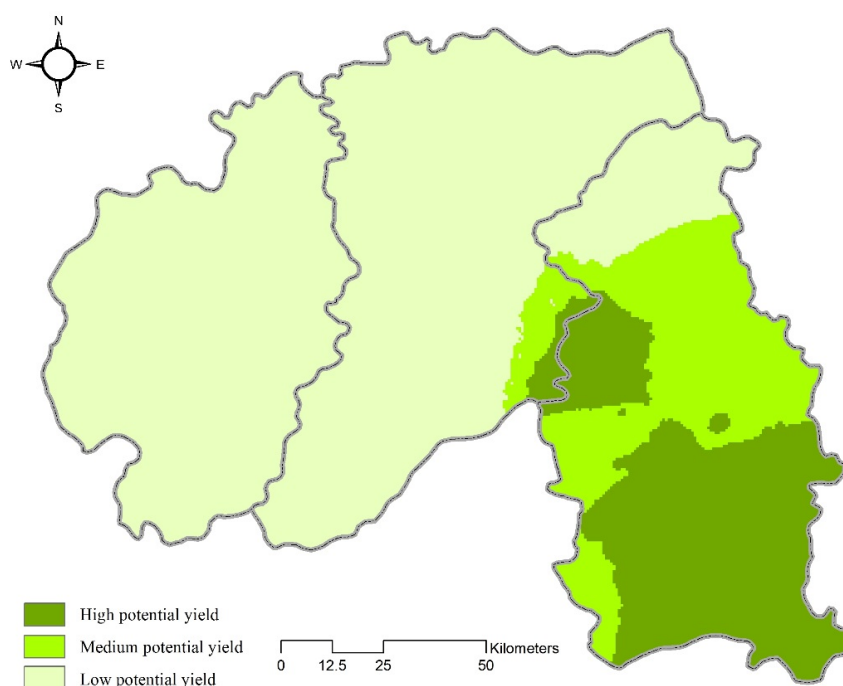 N
W E
S
High potential yield
Medium potential yield
Low potential yield
Kilometers
0 12.5 25 50